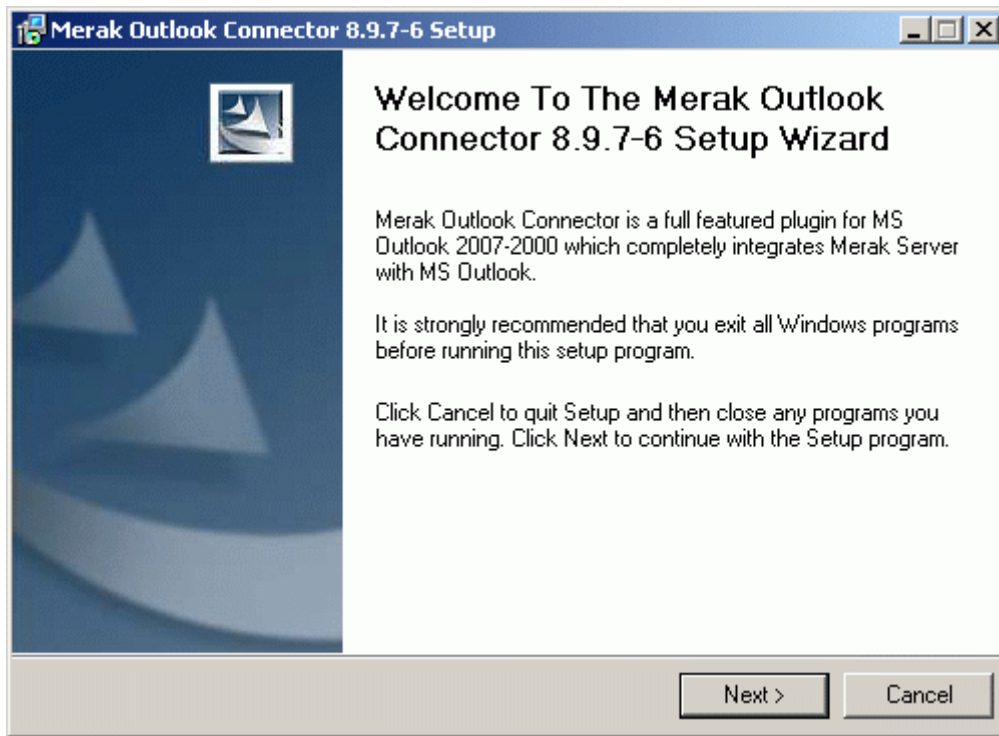 Merak Outlook Connector 8.9.7-6 Setup
Welcome To The Merak Outlook
Connector 8.9.7-6 Setup Wizard
Merak Outlook Connector is a full featured plugin for MS
Outlook 2007-2000 which completely integrates Merak Server
with MS Outlook.
It is strongly recommended that you exit all Windows programs
before running this setup program.
Click Cancel to quit Setup and then close any programs you
have running. Click Next to continue with the Setup program.
Next >
Cancel